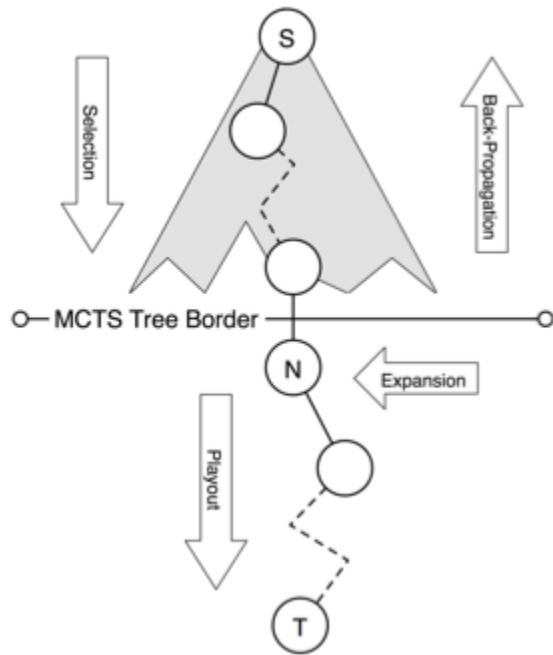 S
Selection
Back-Propagation
MCTS Tree Border
N
Expansion
Playout
T